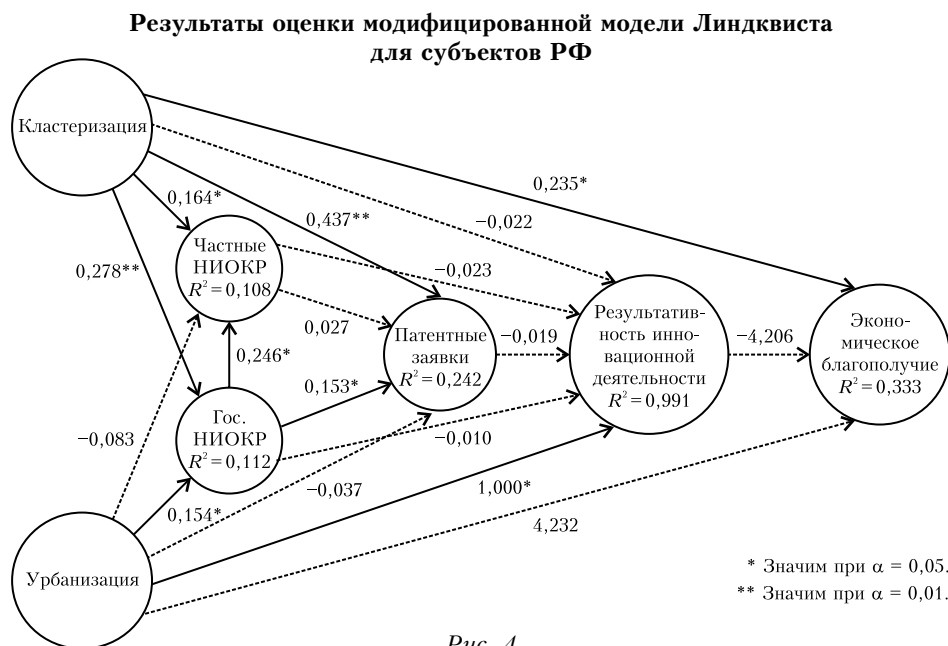 Результаты оценки модифицированной модели Линдквиста
для субъектов РФ
Кластеризация
0,235*
0,164*
0,437**
−0,022
0,278**
Частные
НИОКР
R² = 0,108
−0,023
0,027
0,246*
Патентные
заявки
R² = 0,242
−0,019
Результатив-
ность инно-
вационной
деятельности
R² = 0,991
−4,206
Эконо-
мическое
благополучие
R² = 0,333
0,153*
Гос.
НИОКР
R² = 0,112
−0,083
−0,010
−0,037
0,154*
1,000*
4,232
Урбанизация
* Значим при α = 0,05.
** Значим при α = 0,01.
Рис. 4